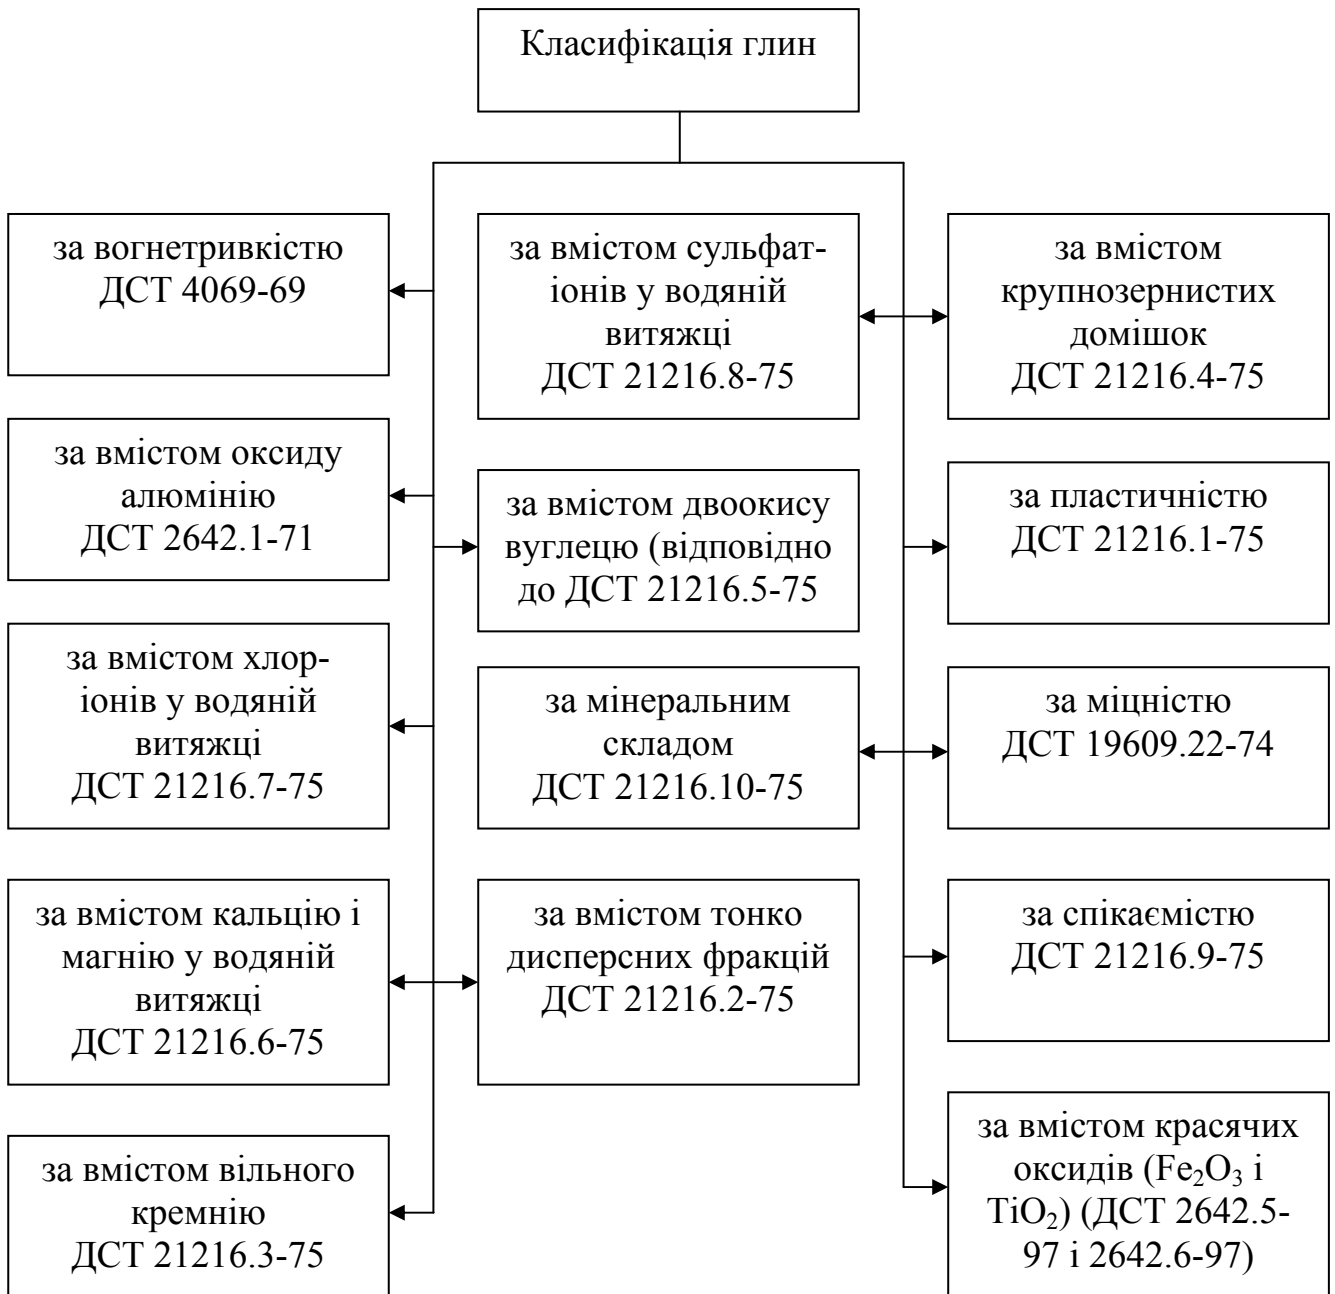 Класифікація глин
за вогнетривкістю
ДСТ 4069-69
за вмістом оксиду
алюмінію
ДСТ 2642.1-71
за вмістом хлор-
іонів у водяній
витяжці
ДСТ 21216.7-75
за вмістом кальцію і
магнію у водяній
витяжці
ДСТ 21216.6-75
за вмістом вільного
кремнію
ДСТ 21216.3-75
за вмістом сульфат-
іонів у водяній
витяжці
ДСТ 21216.8-75
за вмістом двоокису
вуглецю (відповідно
до ДСТ 21216.5-75
за мінеральним
складом
ДСТ 21216.10-75
за вмістом тонко
дисперсних фракцій
ДСТ 21216.2-75
за вмістом
крупнозернистих
домішок
ДСТ 21216.4-75
за пластичністю
ДСТ 21216.1-75
за міцністю
ДСТ 19609.22-74
за спікаємістю
ДСТ 21216.9-75
за вмістом красячих
оксидів (Fe₂O₃ і
TiO₂) (ДСТ 2642.5-
97 і 2642.6-97)